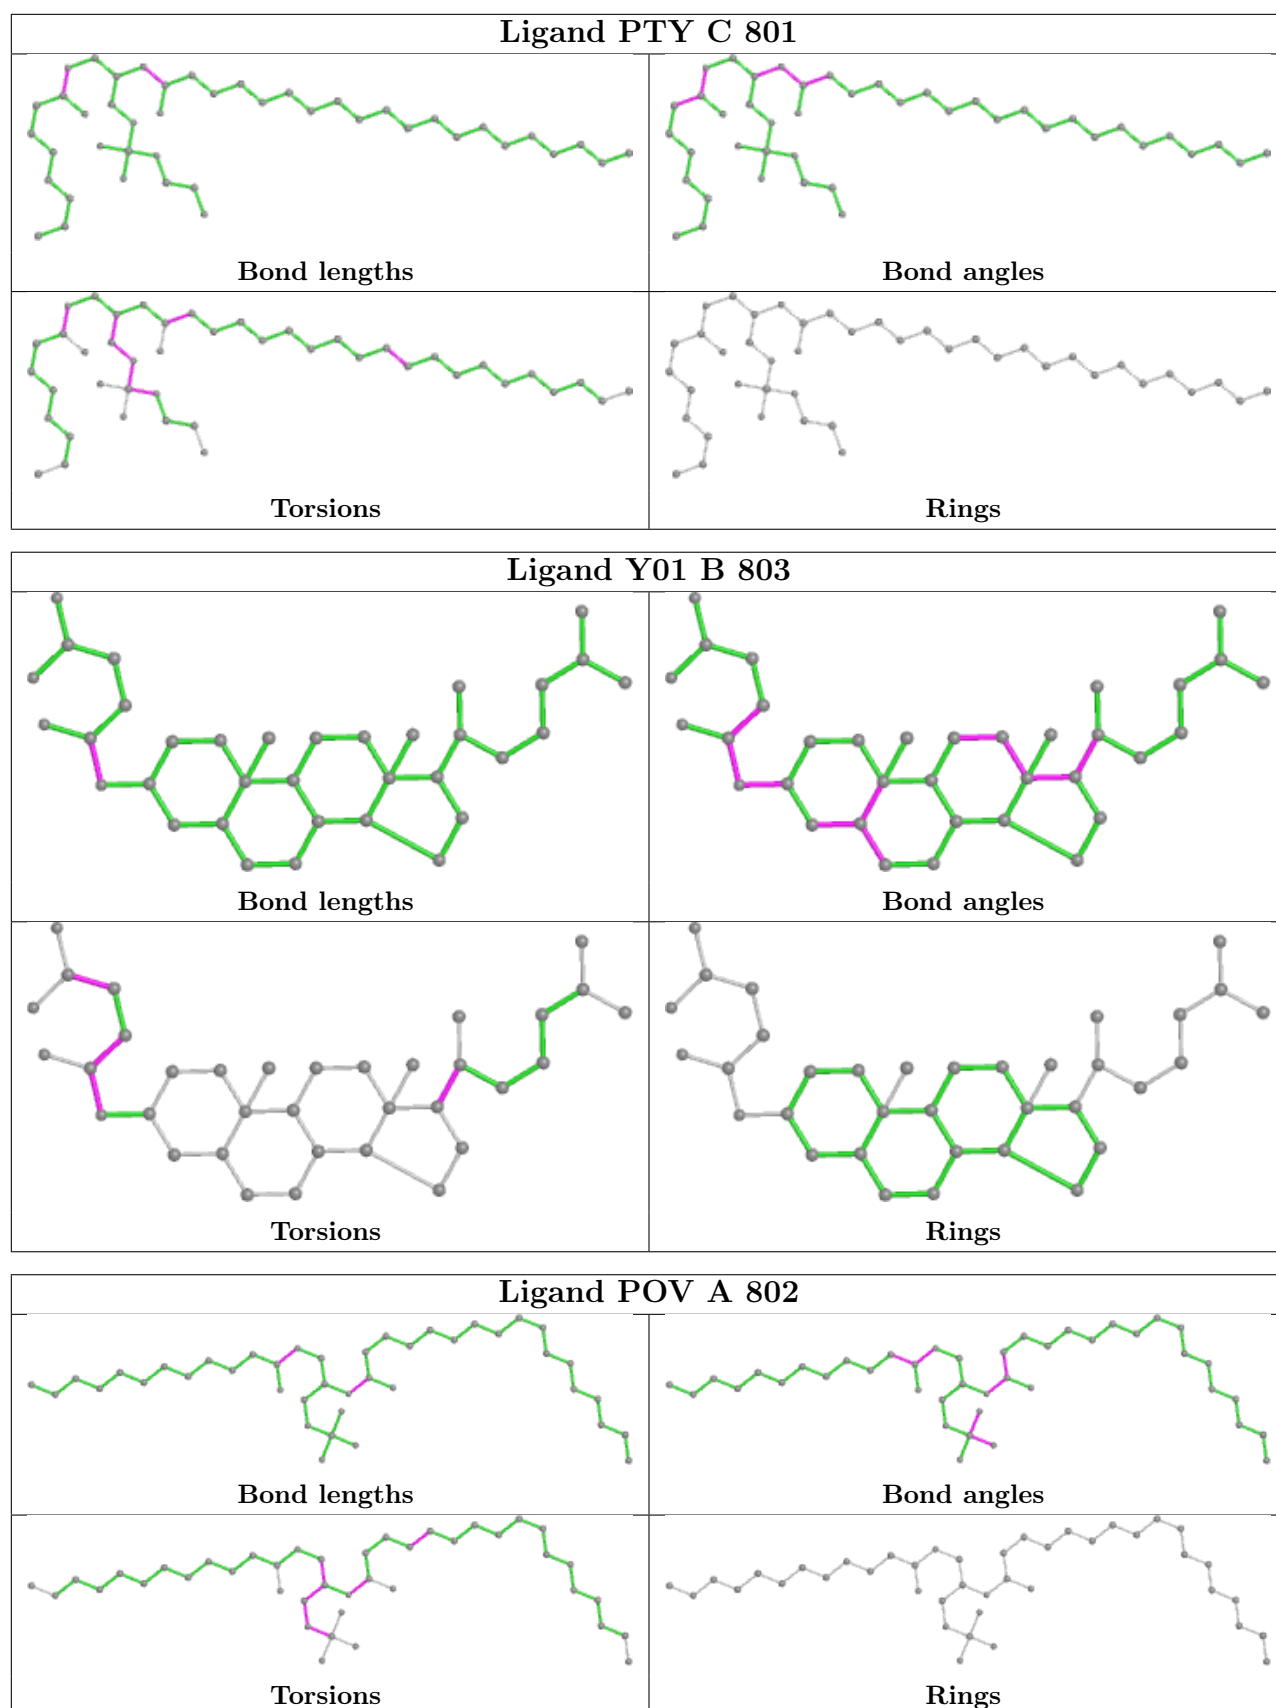 Ligand PTY C 801
Bond lengths
Bond angles
Torsions
Rings
Ligand Y01 B 803
Bond lengths
Bond angles
Torsions
Rings
Ligand POV A 802
Bond lengths
Bond angles
Torsions
Rings